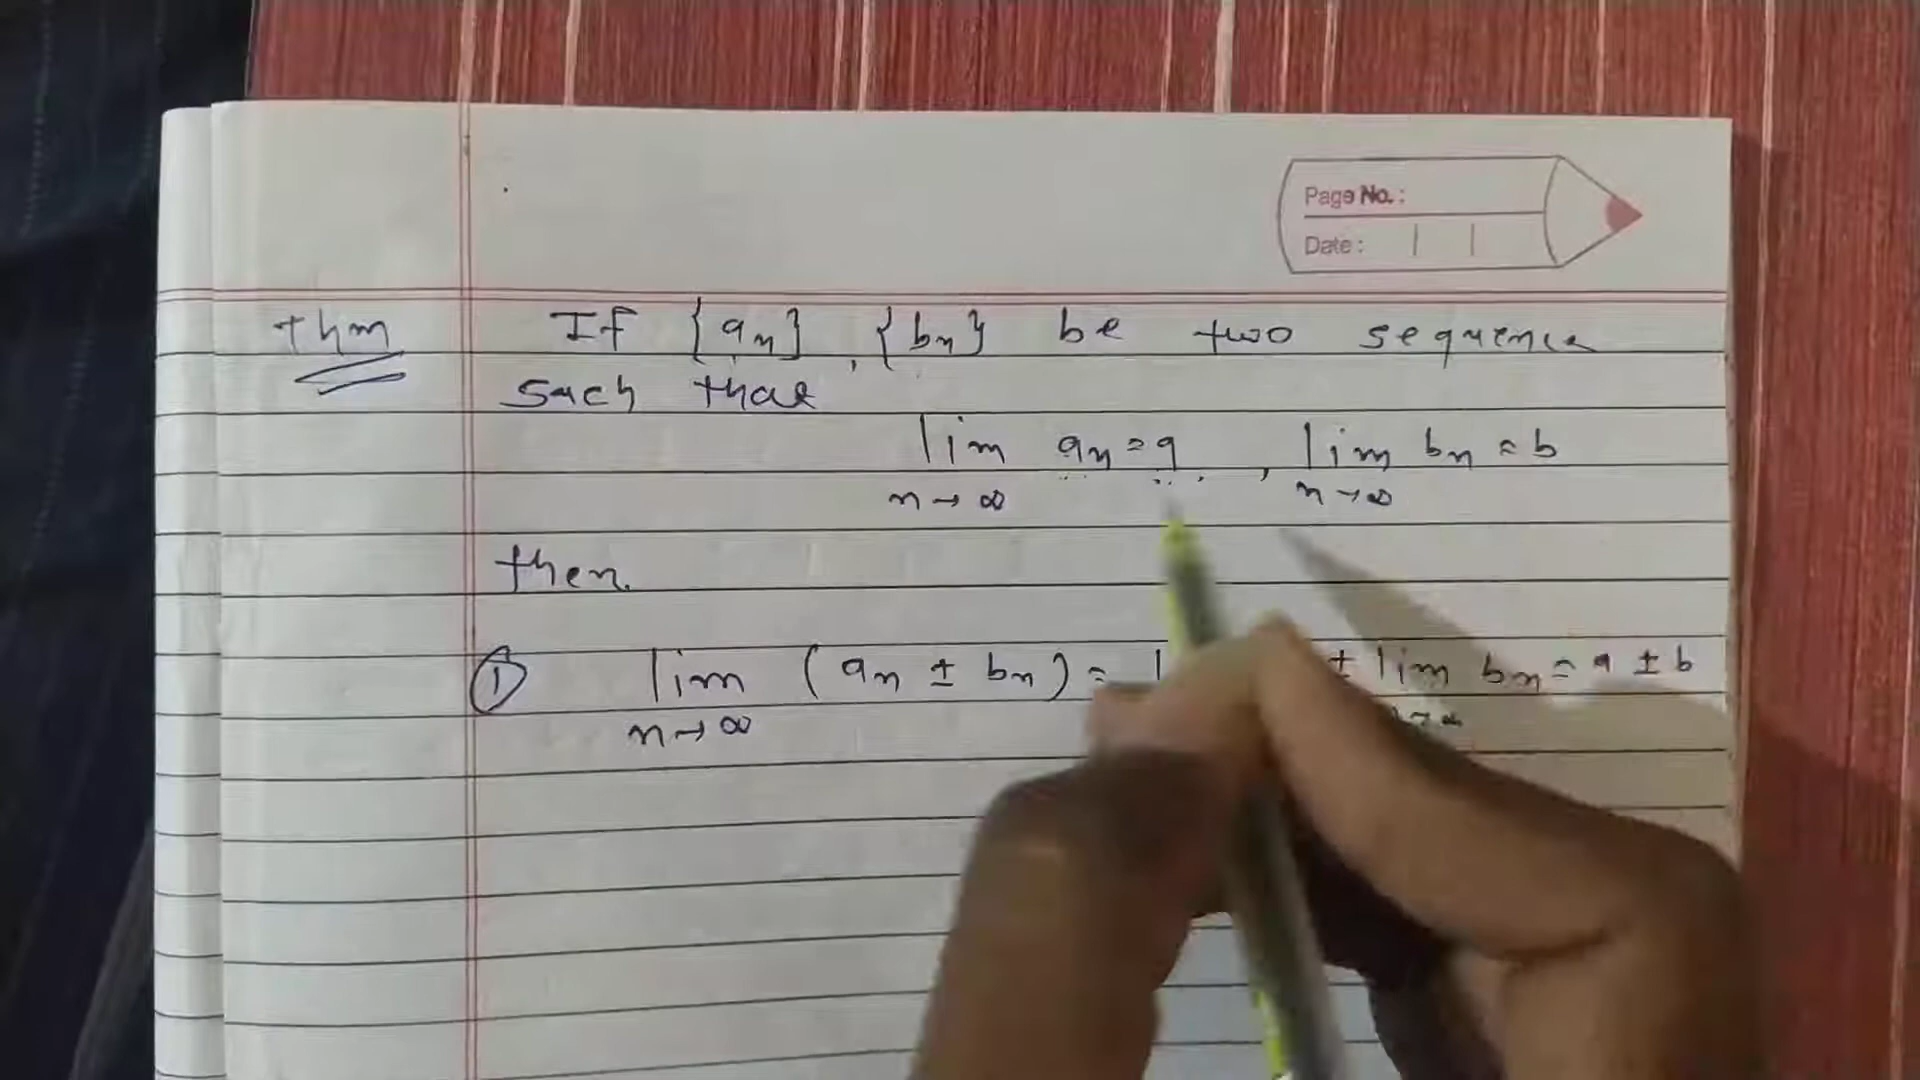 Page No. :
Date :
thm If {an}, {bn} be two sequence
such that
lim an = a , lim bn = b
n→∞ n→∞
then.
① lim (an ± bn) = ± lim bn = a ± b
n→∞